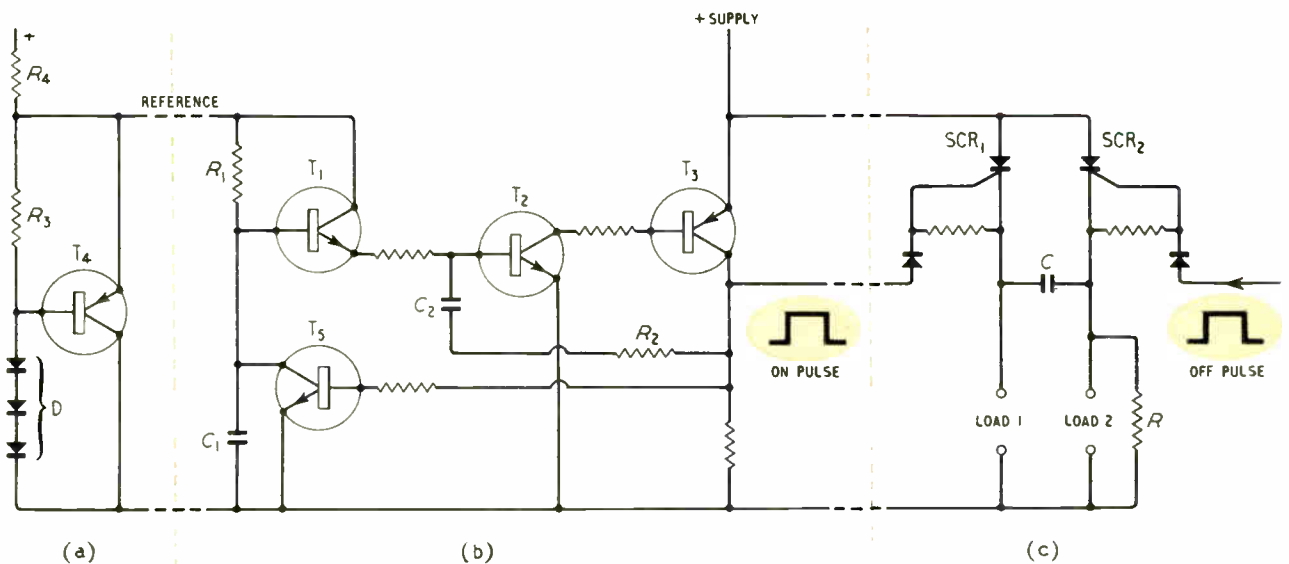 + SUPPLY
+
R4
REFERENCE
R3
T4
D
R1
T1
T2
T3
C2
T5
R2
C1
ON PULSE
SCR1
SCR2
C
OFF PULSE
LOAD 1
LOAD 2
R
(a)
(b)
(c)